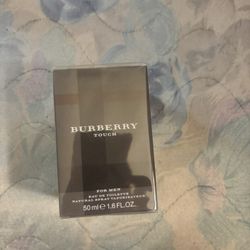 BURBERRY
TOUCH
FOR MEN
EAU DE TOILETTE
NATURAL SPRAY VAPORISATEUR
50 ml ℮ 1.6 FL.OZ.